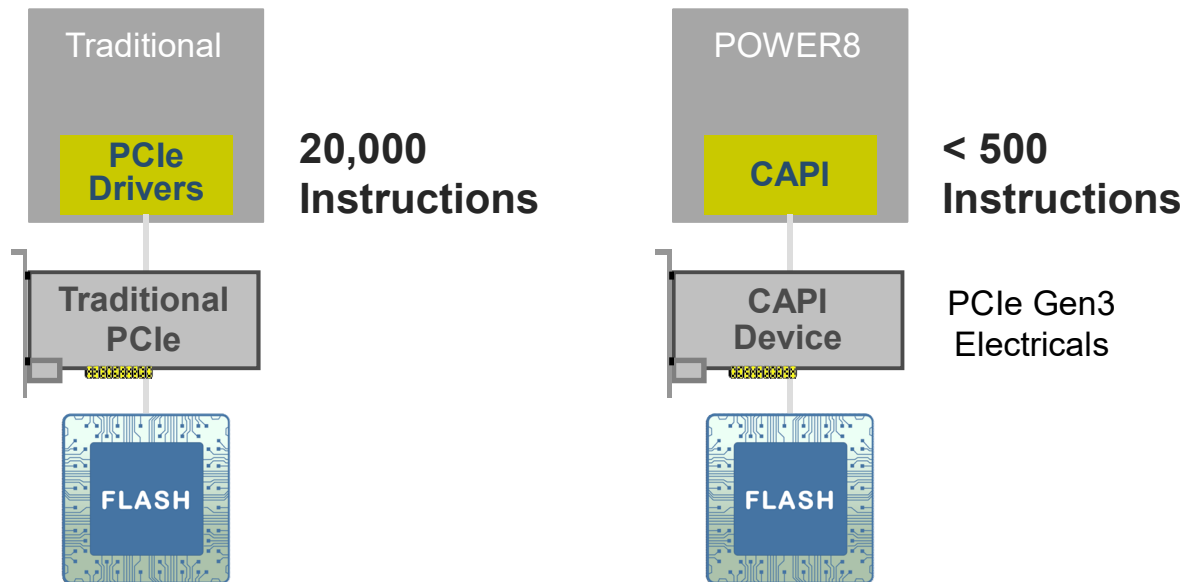 Traditional
PCIe
Drivers
20,000
Instructions
Traditional
PCIe
FLASH
POWER8
CAPI
< 500
Instructions
CAPI
Device
PCIe Gen3
Electricals
FLASH